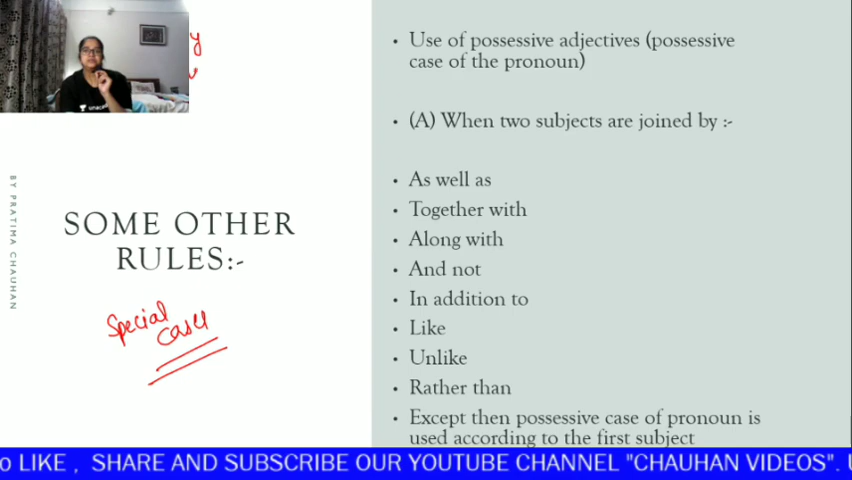 • Use of possessive adjectives (possessive
case of the pronoun)
• (A) When two subjects are joined by :-
• As well as
• Together with
• Along with
• And not
• In addition to
• Like
• Unlike
• Rather than
• Except then possessive case of pronoun is
used according to the first subject
BY PRATIMA CHAUHAN
SOME OTHER
RULES:-
Special
LIKE , SHARE AND SUBSCRIBE OUR YOUTUBE CHANNEL "CHAUHAN VIDEOS".